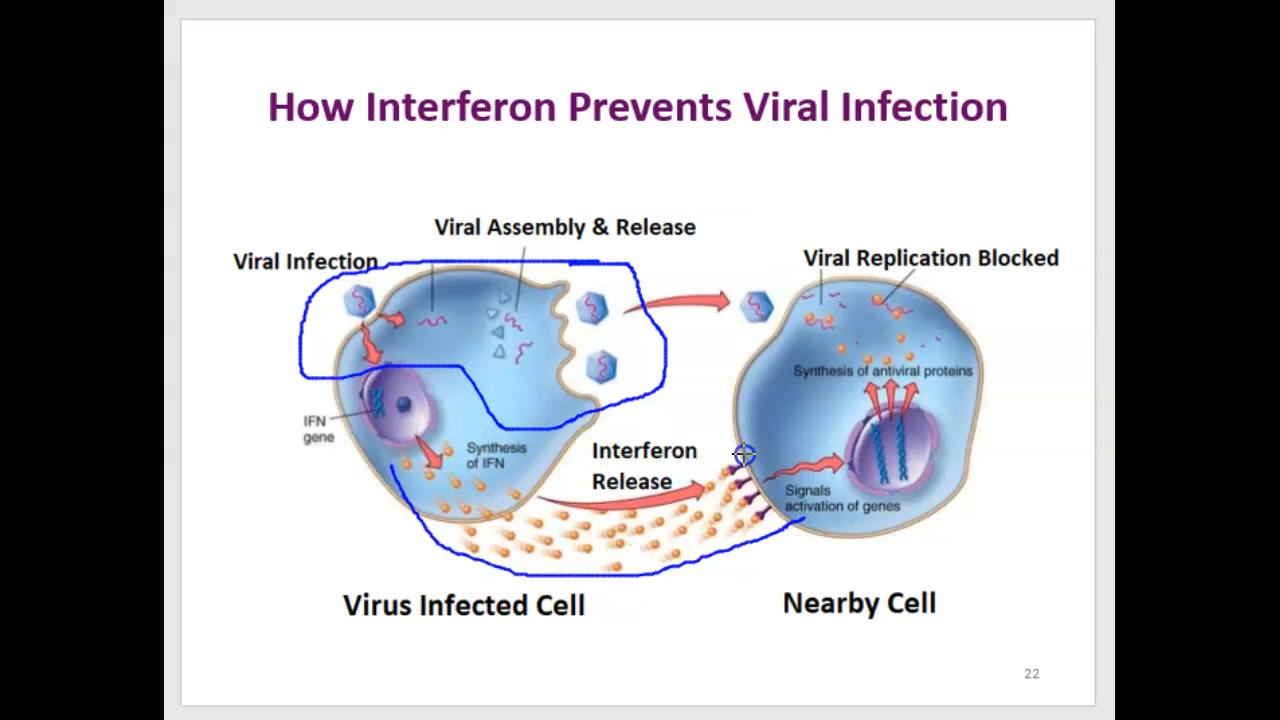 How Interferon Prevents Viral Infection
Viral Assembly & Release
Viral Infection
Viral Replication Blocked
Synthesis of antiviral proteins
IFN
gene
Synthesis
of IFN
Interferon
Release
Signals
activation of genes
Virus Infected Cell
Nearby Cell
22